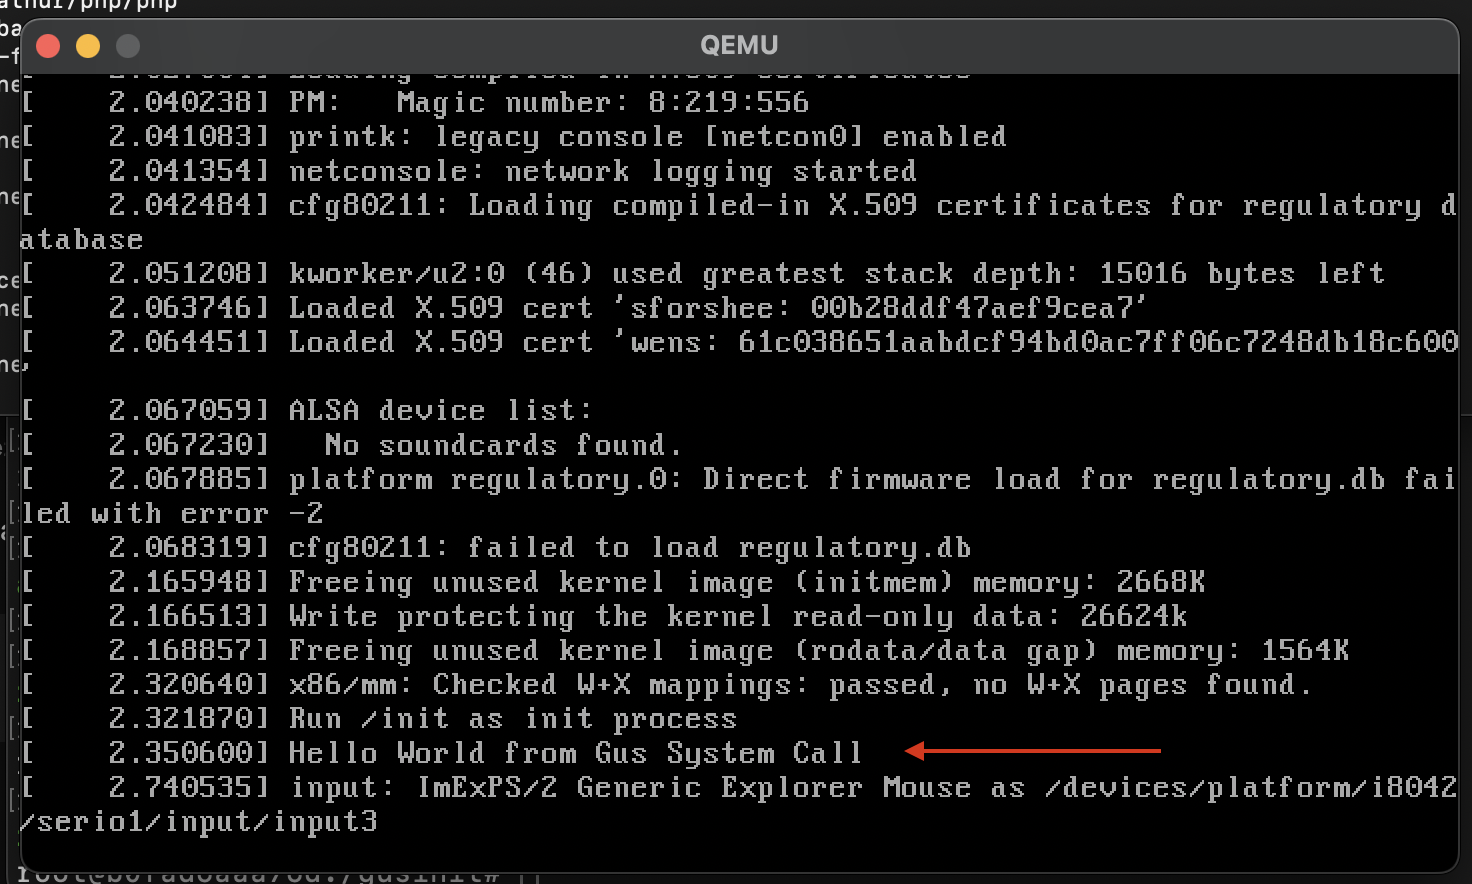 QEMU
[    2.040238] PM:   Magic number: 8:219:556
[    2.041083] printk: legacy console [netcon0] enabled
[    2.041354] netconsole: network logging started
[    2.042484] cfg80211: Loading compiled-in X.509 certificates for regulatory d
atabase
[    2.051208] kworker/u2:0 (46) used greatest stack depth: 15016 bytes left
[    2.063746] Loaded X.509 cert 'sforshee: 00b28ddf47aef9cea7'
[    2.064451] Loaded X.509 cert 'wens: 61c038651aabdcf94bd0ac7ff06c7248db18c600
'
[    2.067059] ALSA device list:
[    2.067230]   No soundcards found.
[    2.067885] platform regulatory.0: Direct firmware load for regulatory.db fai
led with error -2
[    2.068319] cfg80211: failed to load regulatory.db
[    2.165948] Freeing unused kernel image (initmem) memory: 2668K
[    2.166513] Write protecting the kernel read-only data: 26624k
[    2.168857] Freeing unused kernel image (rodata/data gap) memory: 1564K
[    2.320640] x86/mm: Checked W+X mappings: passed, no W+X pages found.
[    2.321870] Run /init as init process
[    2.350600] Hello World from Gus System Call
[    2.740535] input: ImExPS/2 Generic Explorer Mouse as /devices/platform/i8042
/serio1/input/input3